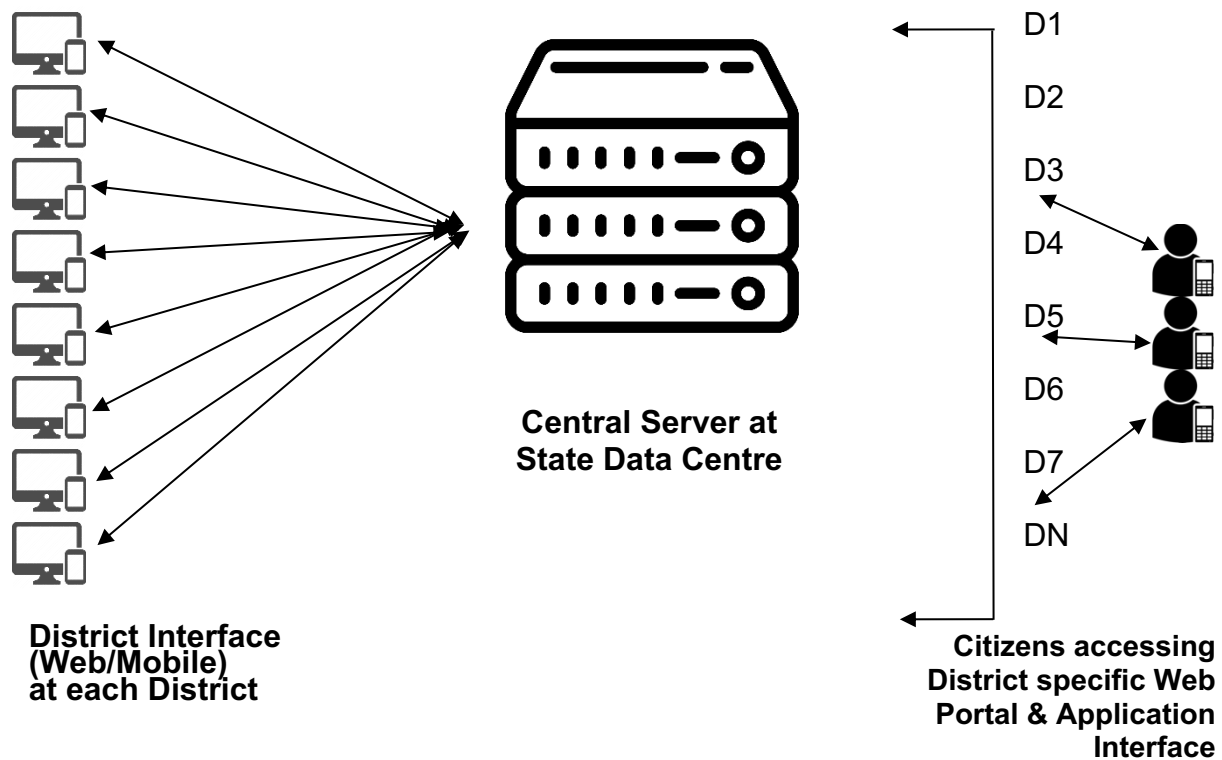 D1
D2
D3
D4
D5
D6
D7
DN
Central Server at
State Data Centre
District Interface
(Web/Mobile)
at each District
Citizens accessing
District specific Web
Portal & Application
Interface